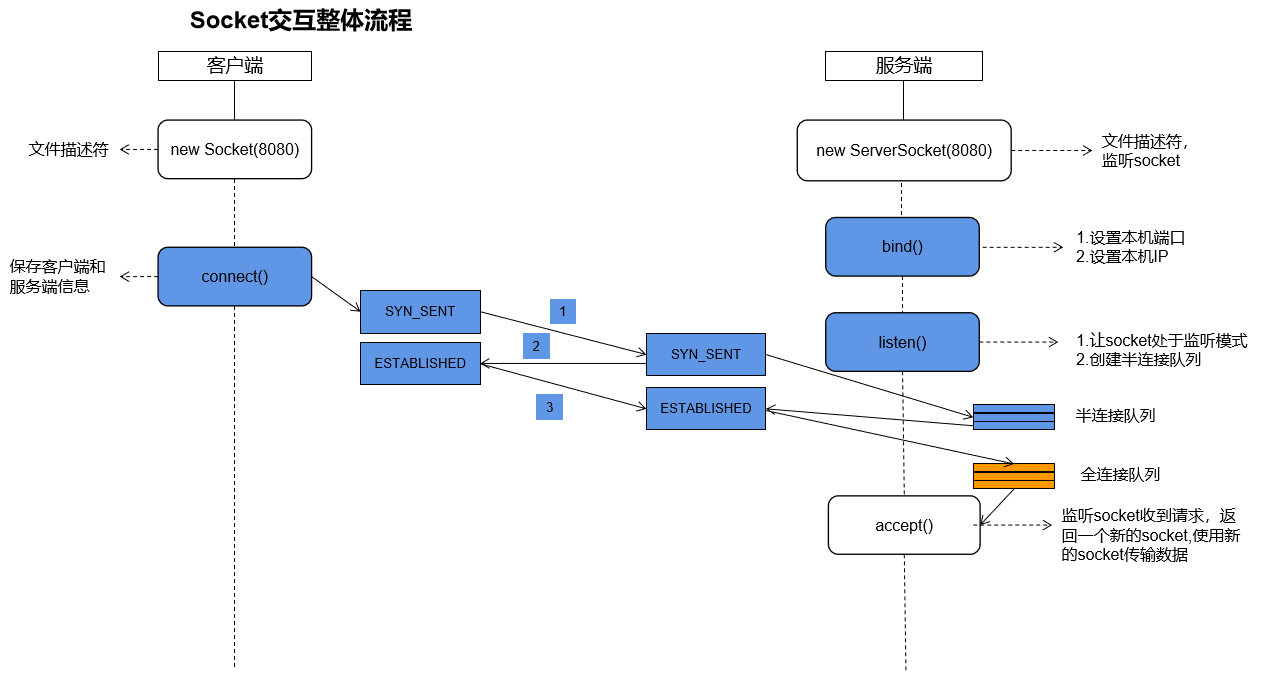 Socket交互整体流程
客户端
服务端
文件描述符
new Socket(8080)
new ServerSocket(8080)
文件描述符，
监听socket
bind()
1.设置本机端口
2.设置本机IP
保存客户端和
服务端信息
connect()
SYN_SENT
1
2
SYN_SENT
listen()
1.让socket处于监听模式
2.创建半连接队列
ESTABLISHED
3
ESTABLISHED
半连接队列
全连接队列
accept()
监听socket收到请求，返
回一个新的socket,使用新
的socket传输数据